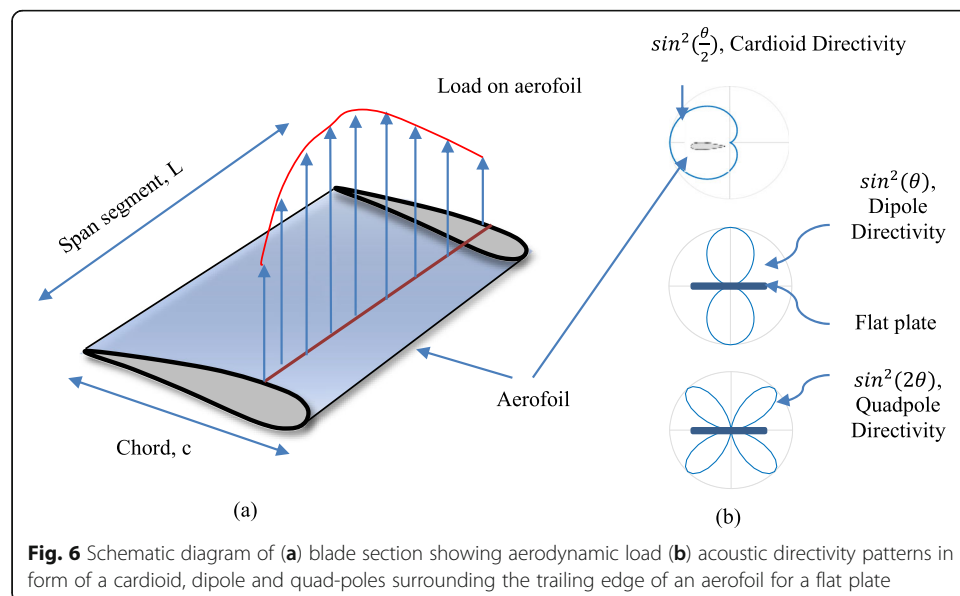 sin²(θ/2), Cardioid Directivity
Load on aerofoil
Span segment, L
sin²(θ),
Dipole
Directivity
Flat plate
sin²(2θ),
Quadpole
Directivity
Aerofoil
Chord, c
(a)
(b)
Fig. 6 Schematic diagram of (a) blade section showing aerodynamic load (b) acoustic directivity patterns in
form of a cardioid, dipole and quad-poles surrounding the trailing edge of an aerofoil for a flat plate